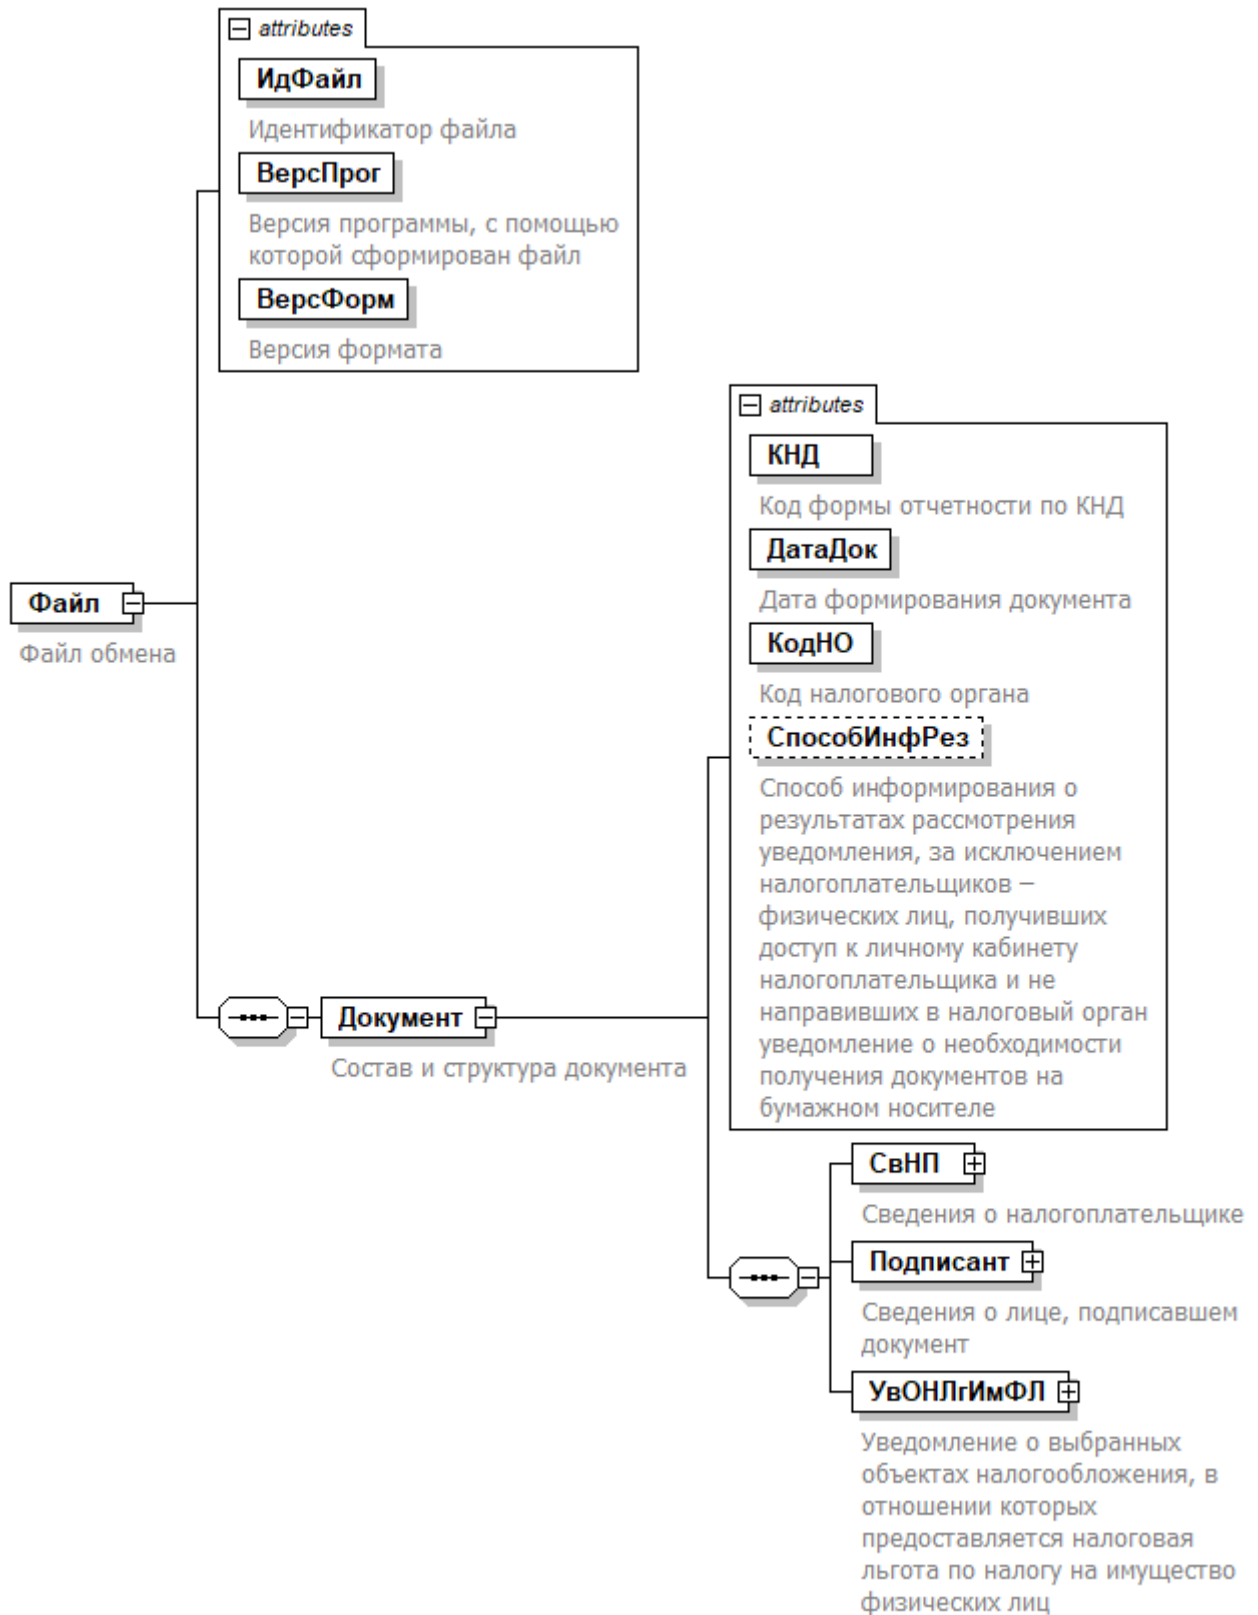 attributes
ИдФайл
Идентификатор файла
ВерсПрог
Версия программы, с помощью
которой сформирован файл
ВерсФорм
Версия формата
Файл
Файл обмена
Документ
Состав и структура документа
attributes
КНД
Код формы отчетности по КНД
ДатаДок
Дата формирования документа
КодНО
Код налогового органа
СпособИнфРез
Способ информирования о
результатах рассмотрения
уведомления, за исключением
налогоплательщиков –
физических лиц, получивших
доступ к личному кабинету
налогоплательщика и не
направивших в налоговый орган
уведомление о необходимости
получения документов на
бумажном носителе
СвНП
Сведения о налогоплательщике
Подписант
Сведения о лице, подписавшем
документ
УвОНЛгИмФЛ
Уведомление о выбранных
объектах налогообложения, в
отношении которых
предоставляется налоговая
льгота по налогу на имущество
физических лиц